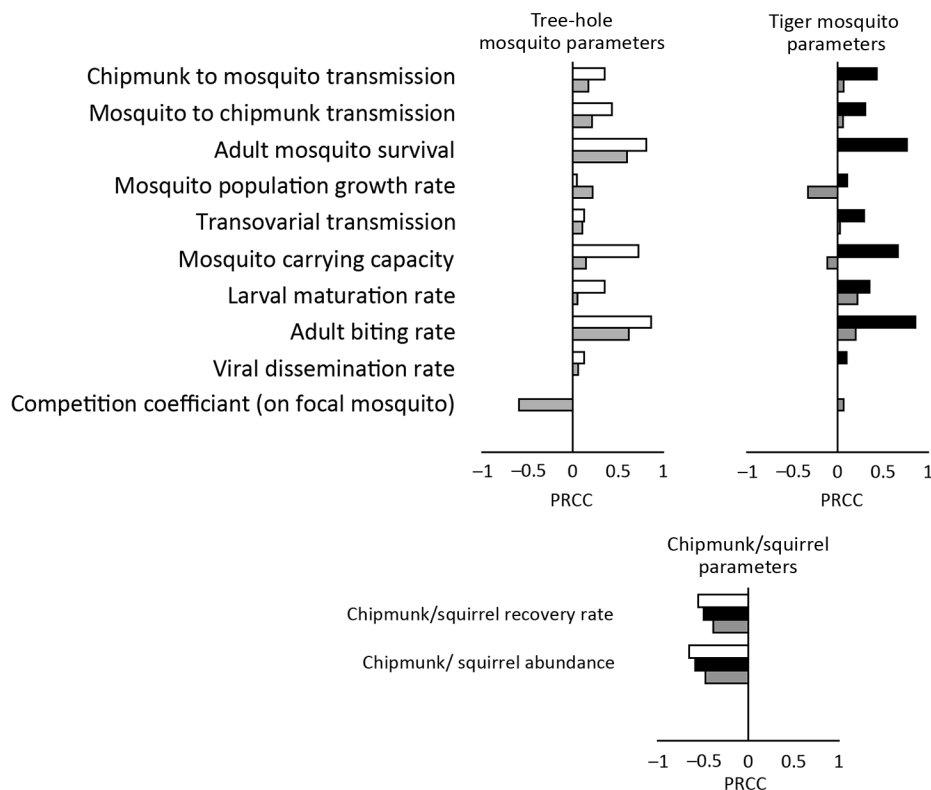 Tree-hole
mosquito parameters
Tiger mosquito
parameters
Chipmunk to mosquito transmission
Mosquito to chipmunk transmission
Adult mosquito survival
Mosquito population growth rate
Transovarial transmission
Mosquito carrying capacity
Larval maturation rate
Adult biting rate
Viral dissemination rate
Competition coefficiant (on focal mosquito)
−1 −0.5 0 0.5 1
PRCC
−1 −0.5 0 0.5 1
PRCC
Chipmunk/squirrel
parameters
Chipmunk/squirrel recovery rate
Chipmunk/ squirrel abundance
−1 −0.5 0 0.5 1
PRCC